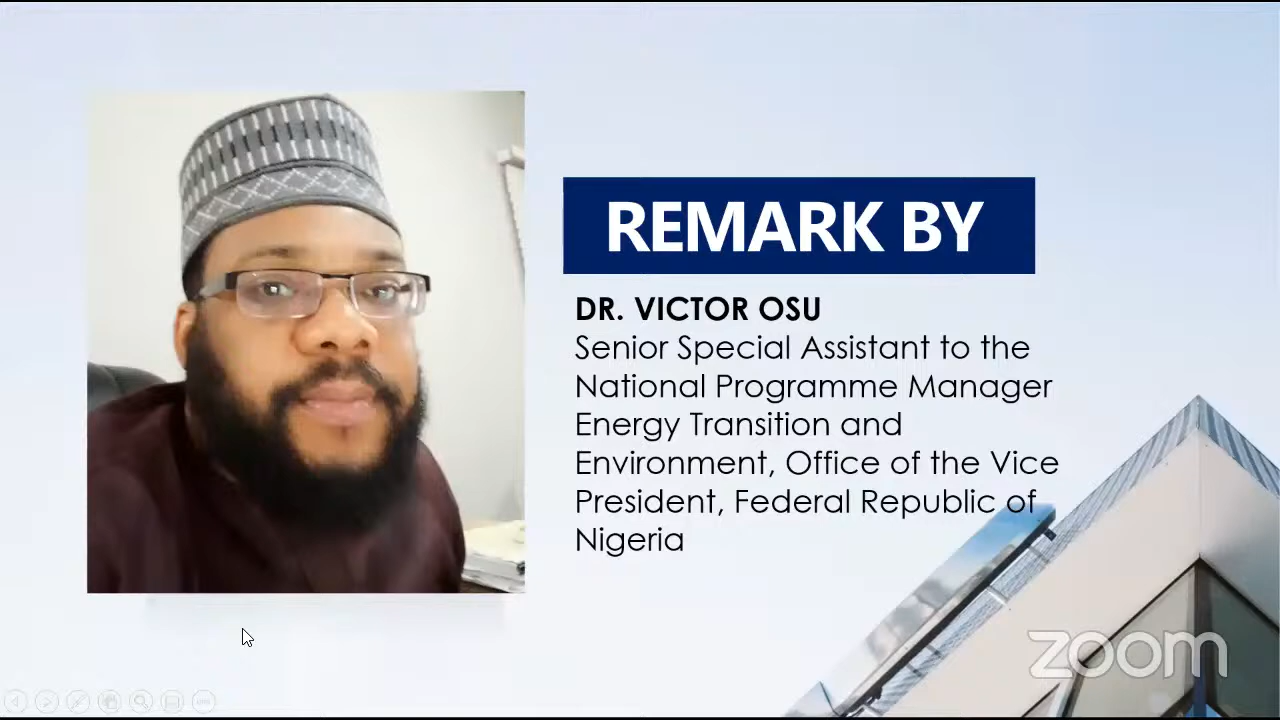 REMARK BY
DR. VICTOR OSU
Senior Special Assistant to the
National Programme Manager
Energy Transition and
Environment, Office of the Vice
President, Federal Republic of
Nigeria
zoom